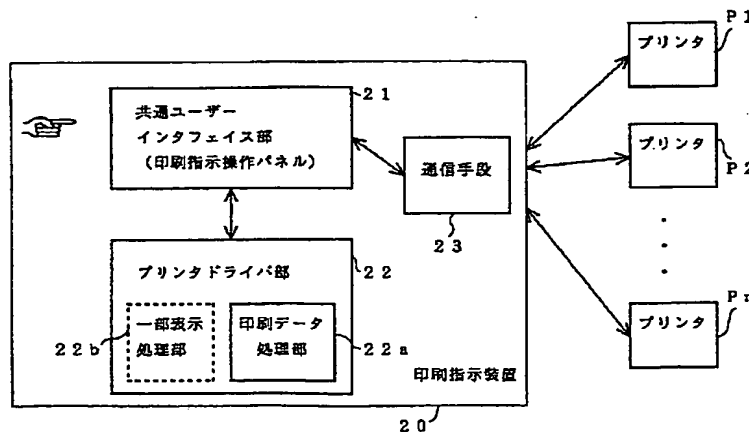 共通ユーザー
インタフェイス部
（印刷指示操作パネル）
21
通信手段
23
プリンタドライバ部
22
一部表示
処理部
22b
印刷データ
処理部
22a
印刷指示装置
20
プリンタ
P1
プリンタ
P2
プリンタ
Pn